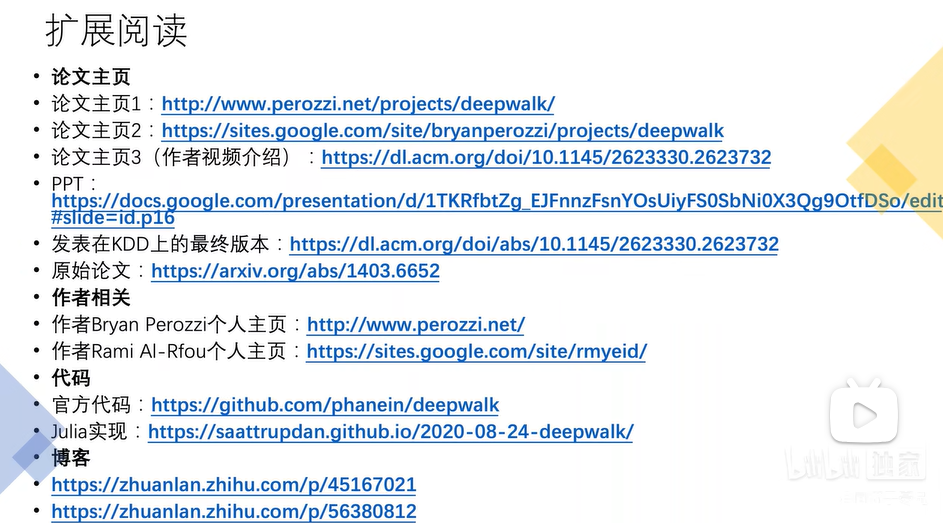 扩展阅读
• 论文主页
• 论文主页1：http://www.perozzi.net/projects/deepwalk/
• 论文主页2：https://sites.google.com/site/bryanperozzi/projects/deepwalk
• 论文主页3（作者视频介绍）：https://dl.acm.org/doi/10.1145/2623330.2623732
• PPT：
https://docs.google.com/presentation/d/1TKRfbtZg_EJFnnzFsnYOsUiyFS0SbNi0X3Qg9OtfDSo/edit
#slide=id.p16
• 发表在KDD上的最终版本：https://dl.acm.org/doi/abs/10.1145/2623330.2623732
• 原始论文：https://arxiv.org/abs/1403.6652
• 作者相关
• 作者Bryan Perozzi个人主页：http://www.perozzi.net/
• 作者Rami Al-Rfou个人主页：https://sites.google.com/site/rmyeid/
• 代码
• 官方代码：https://github.com/phanein/deepwalk
• Julia实现：https://saattrupdan.github.io/2020-08-24-deepwalk/
• 博客
• https://zhuanlan.zhihu.com/p/45167021
• https://zhuanlan.zhihu.com/p/56380812
bilibili 独家